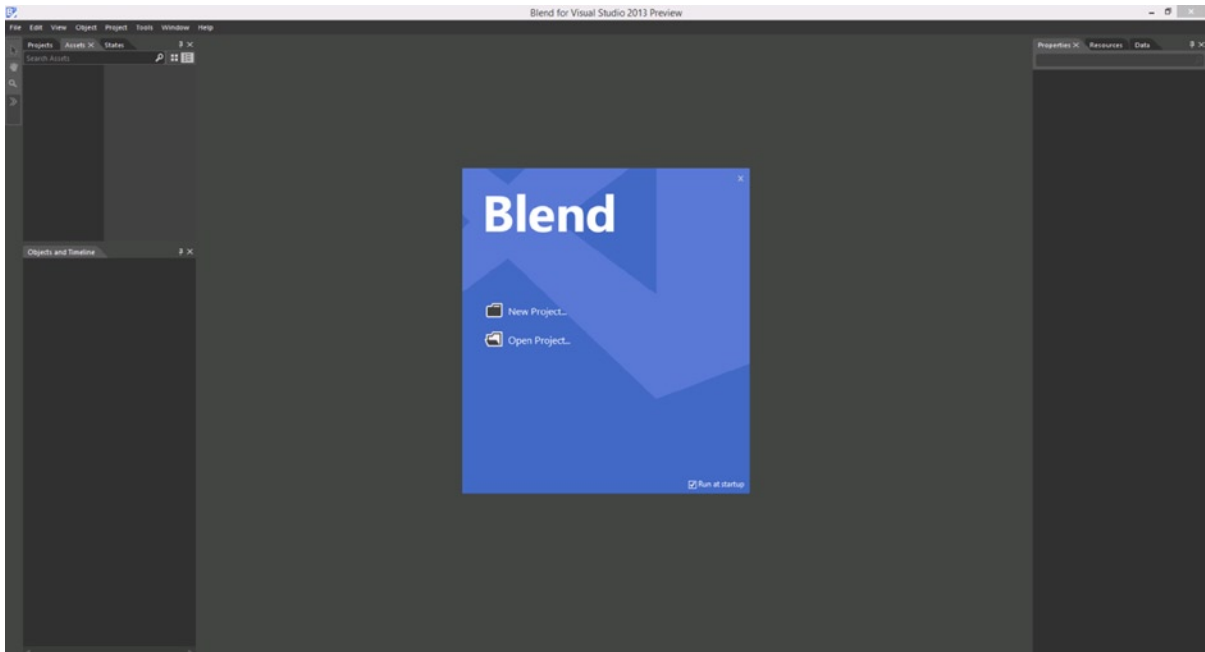 Blend for Visual Studio 2013 Preview
File Edit View Object Project Tools Window Help
Projects Assets States
Search Assets
Properties Resources Data
Blend
Objects and Timeline
New Project...
Open Project...
Run at startup